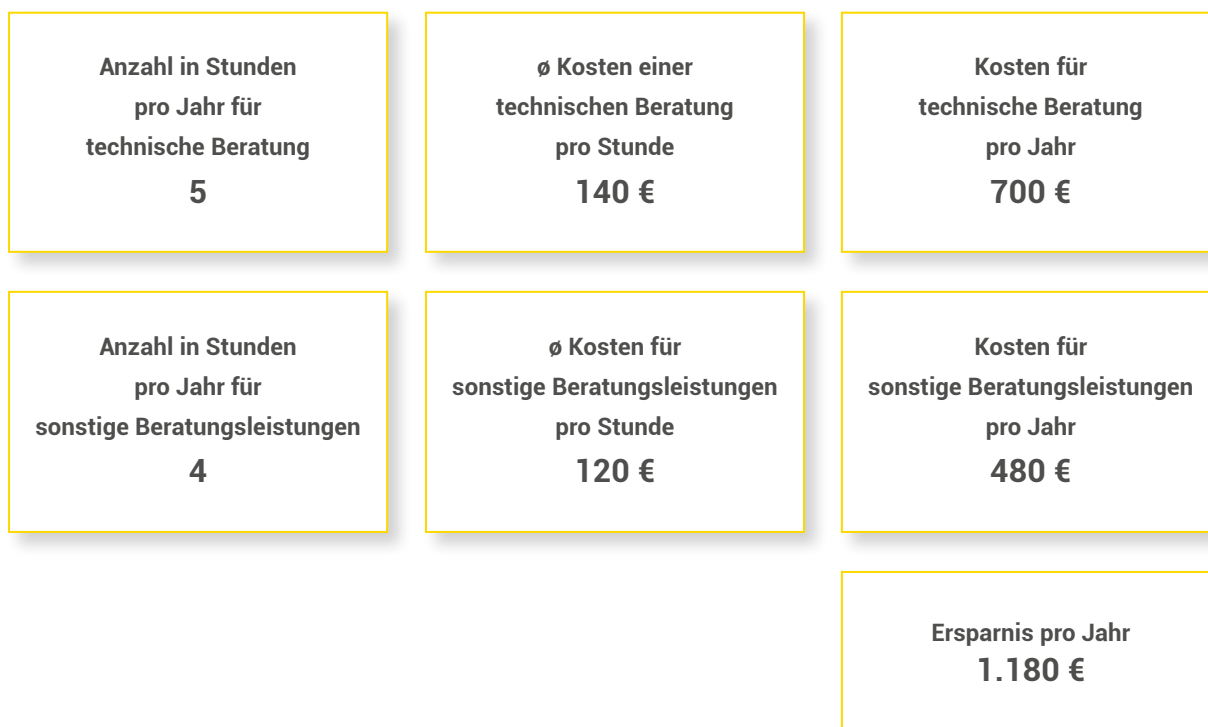 Anzahl in Stunden
pro Jahr für
technische Beratung
5
ø Kosten einer
technischen Beratung
pro Stunde
140 €
Kosten für
technische Beratung
pro Jahr
700 €
Anzahl in Stunden
pro Jahr für
sonstige Beratungsleistungen
4
ø Kosten für
sonstige Beratungsleistungen
pro Stunde
120 €
Kosten für
sonstige Beratungsleistungen
pro Jahr
480 €
Ersparnis pro Jahr
1.180 €